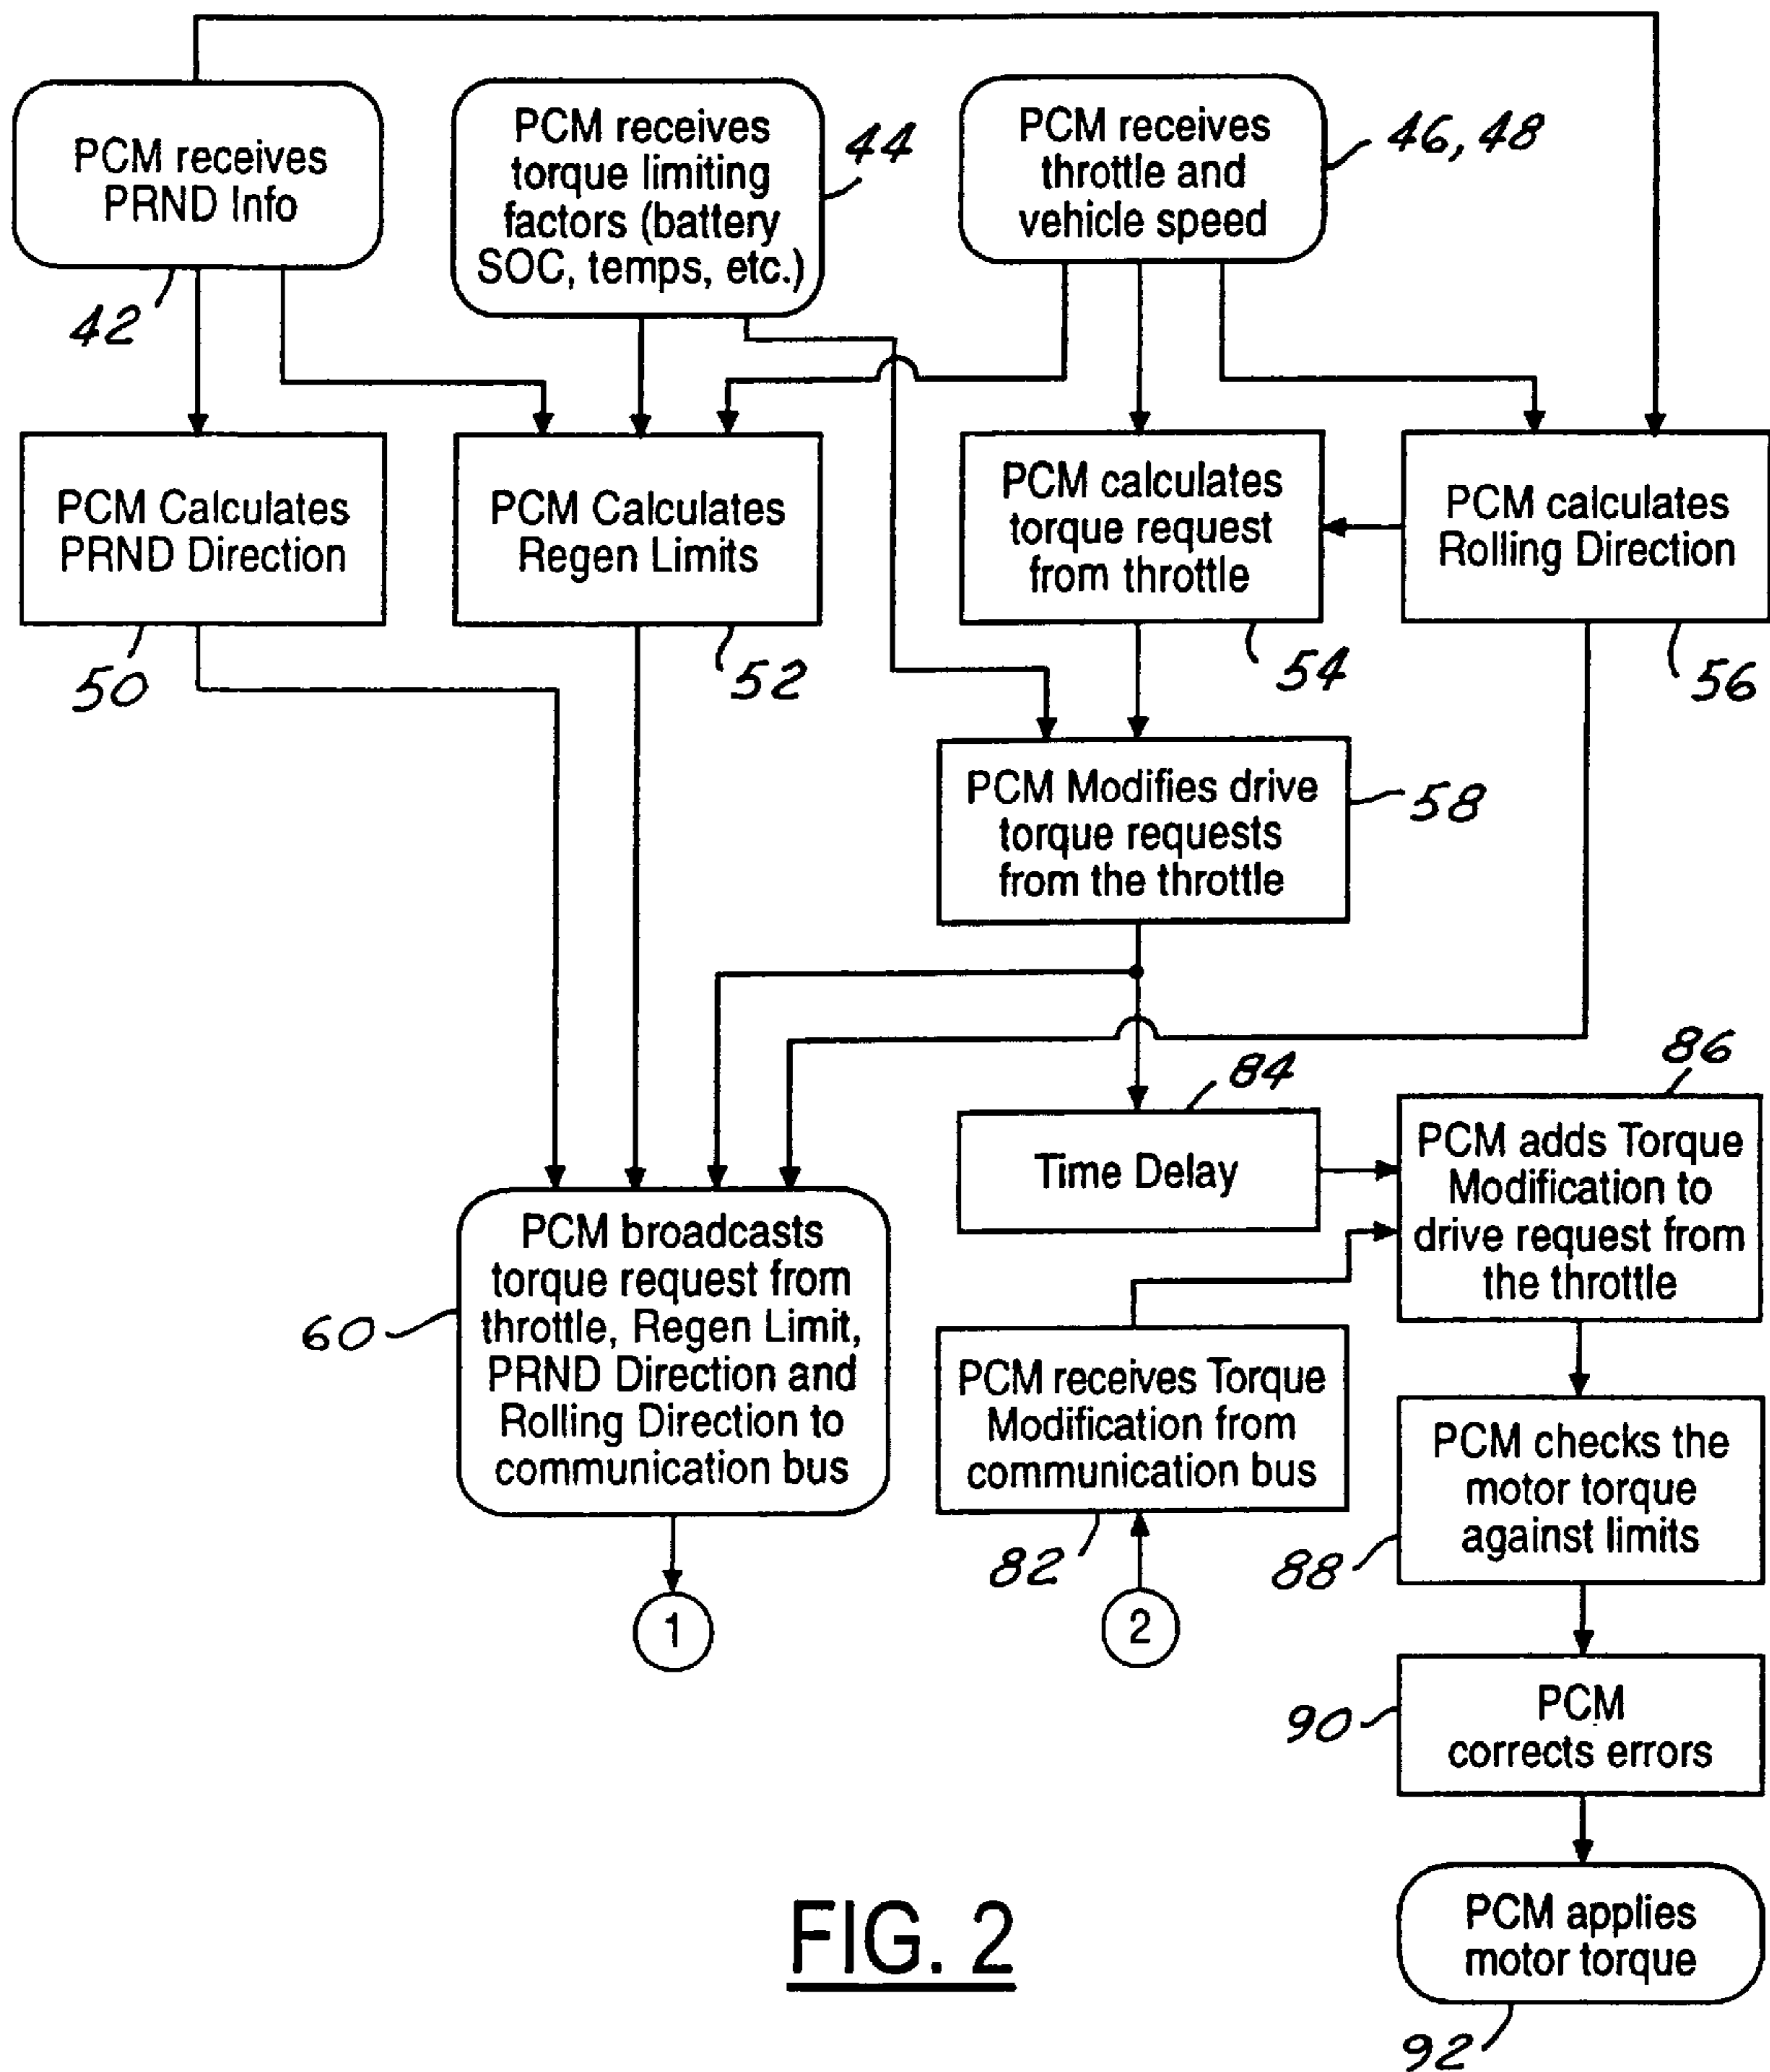 PCM receives
PRND Info
42
PCM receives
torque limiting
factors (battery
SOC, temps, etc.)
44
PCM receives
throttle and
vehicle speed
46, 48
PCM Calculates
PRND Direction
50
PCM Calculates
Regen Limits
52
PCM calculates
torque request
from throttle
54
PCM calculates
Rolling Direction
56
PCM Modifies drive
torque requests
from the throttle
58
PCM broadcasts
torque request from
throttle, Regen Limit,
PRND Direction and
Rolling Direction to
communication bus
60
1
Time Delay
84
PCM receives Torque
Modification from
communication bus
82
2
PCM adds Torque
Modification to
drive request from
the throttle
86
PCM checks the
motor torque
against limits
88
PCM
corrects errors
90
PCM applies
motor torque
92
FIG. 2